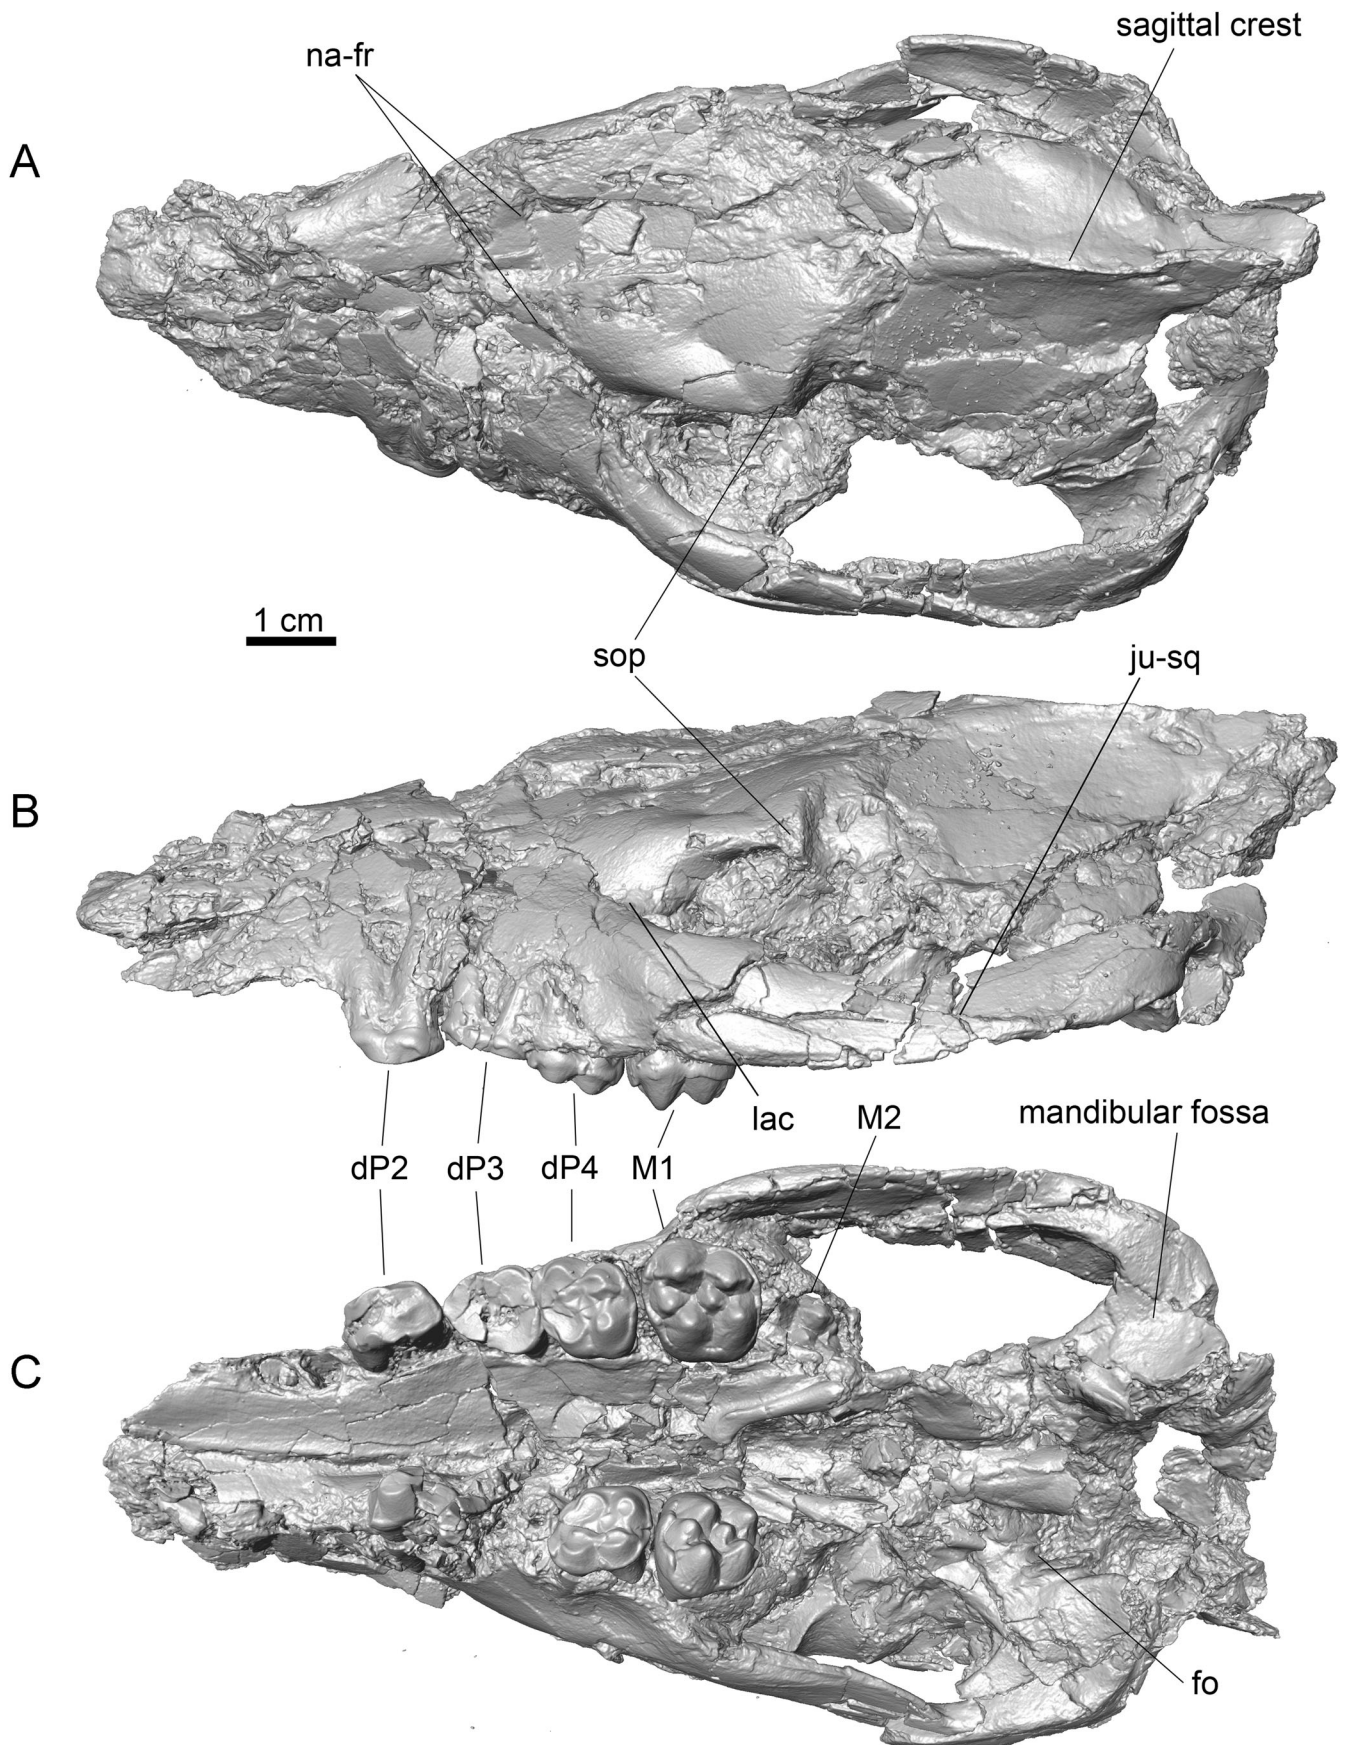 sagittal crest
na-fr
A
1 cm
sop
ju-sq
B
lac
M2
mandibular fossa
dP2
dP3
dP4
M1
C
fo